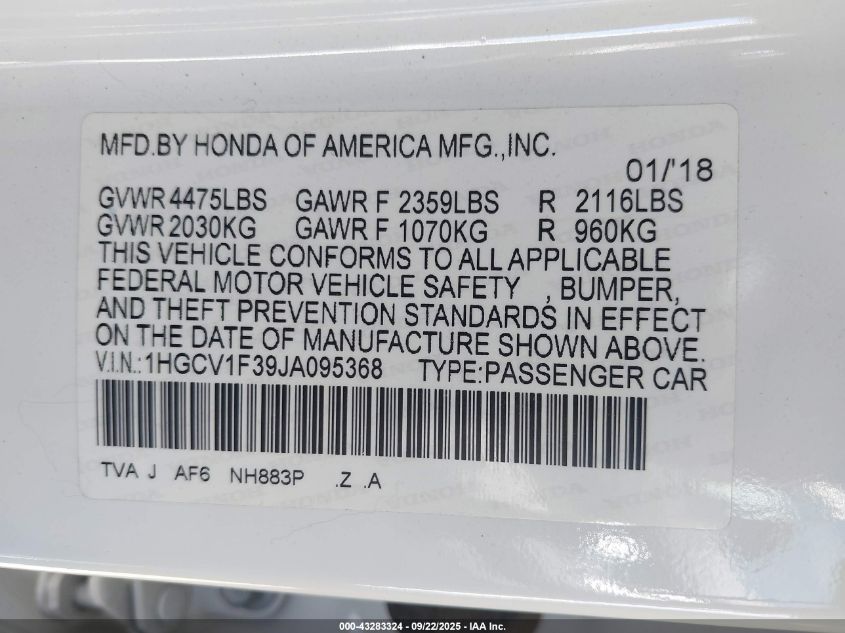 MFD.BY HONDA OF AMERICA MFG.,INC.
01/'18
GVWR 4475LBS GAWR F 2359LBS R 2116LBS
GVWR 2030KG GAWR F 1070KG R 960KG
THIS VEHICLE CONFORMS TO ALL APPLICABLE
FEDERAL MOTOR VEHICLE SAFETY , BUMPER,
AND THEFT PREVENTION STANDARDS IN EFFECT
ON THE DATE OF MANUFACTURE SHOWN ABOVE.
V.I.N.:1HGCV1F39JA095368 TYPE:PASSENGER CAR
TVA J AF6 NH883P .Z .A
000-43283324 - 09/22/2025 - IAA Inc.